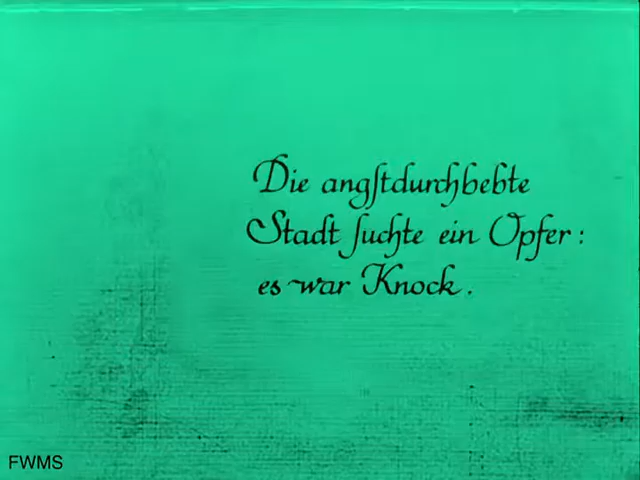 Die angſtdurchbebte
Stadt ſuchte ein Opfer:
es war Knock.
FWMS